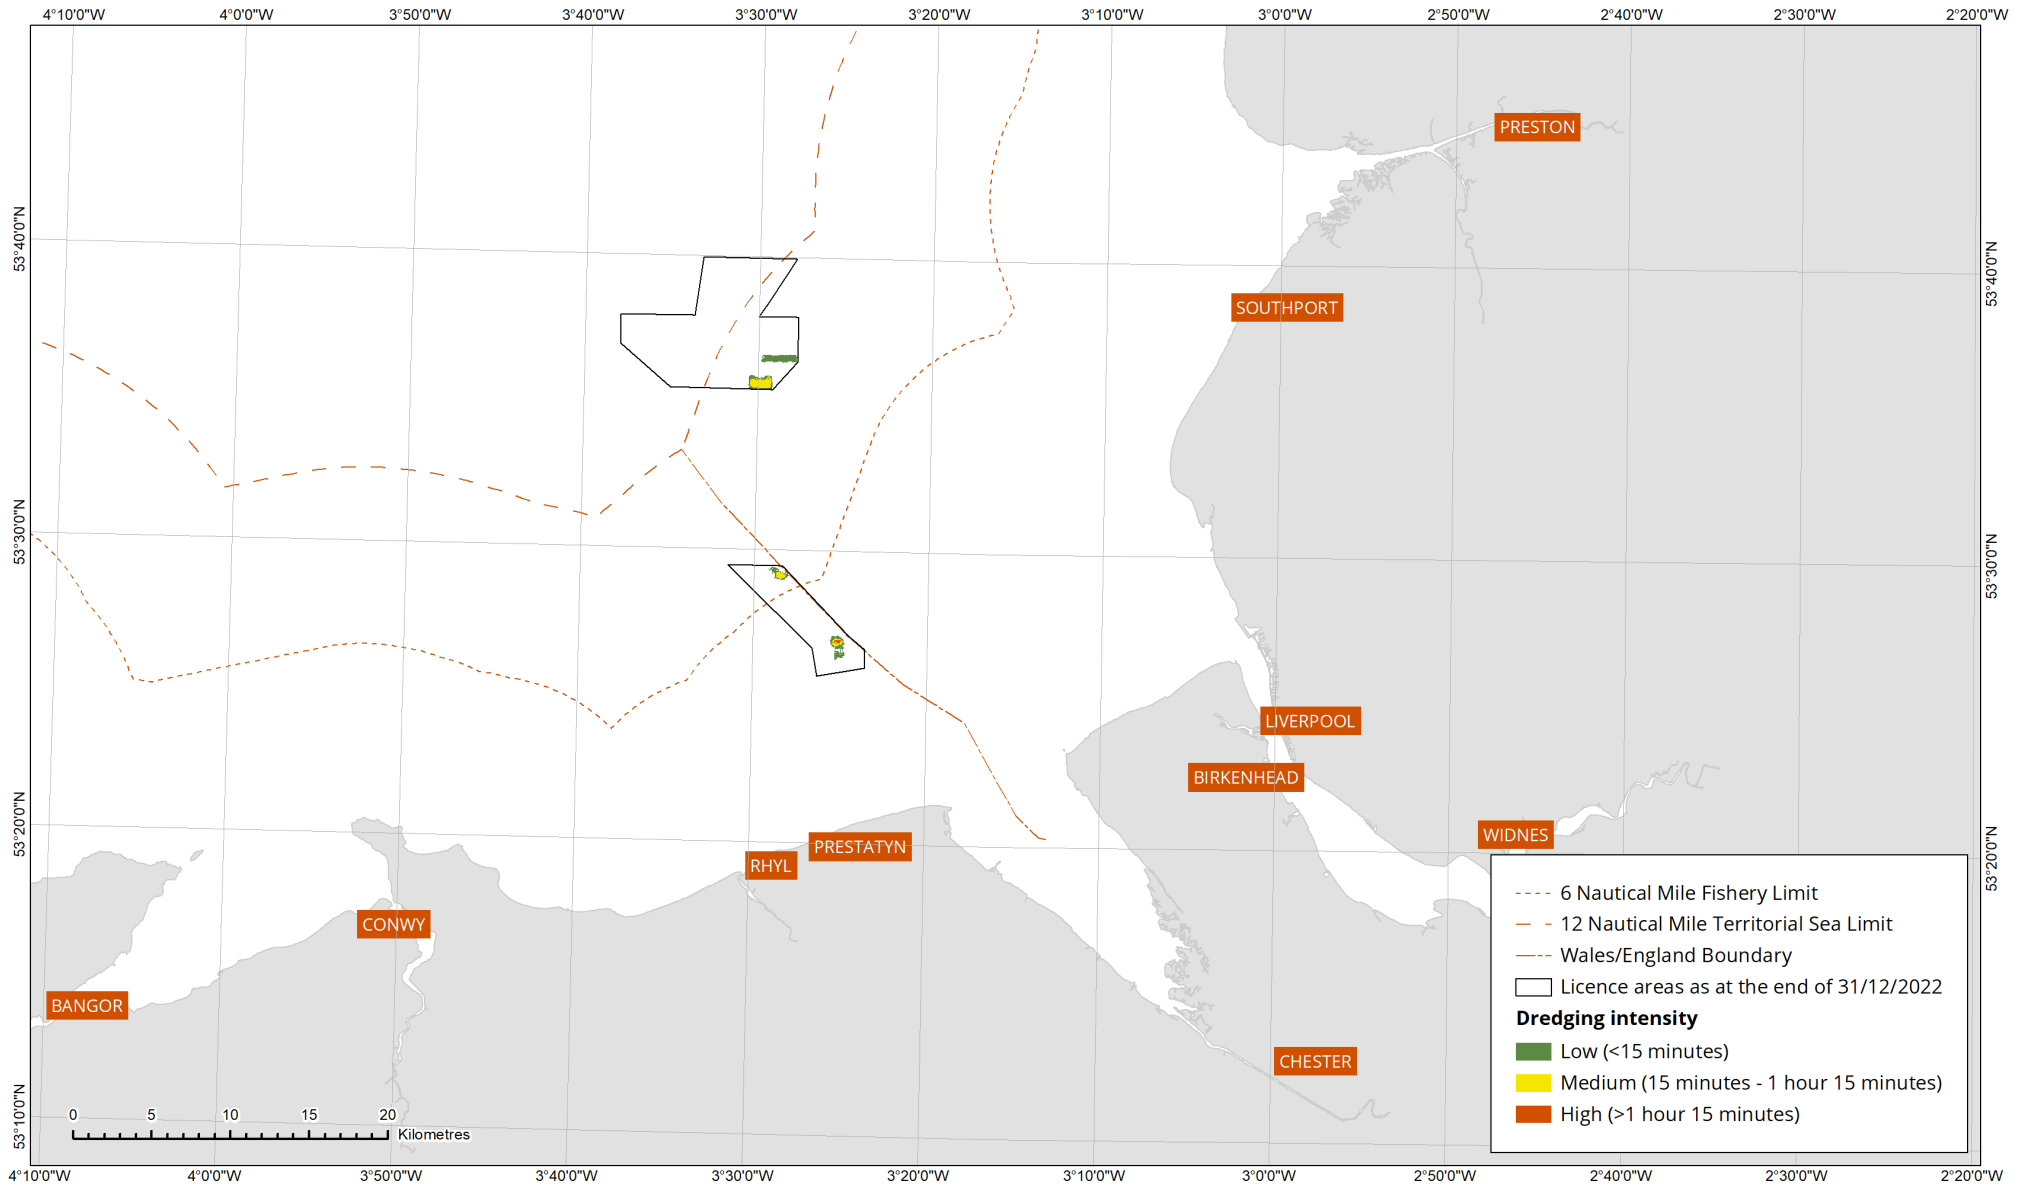 4°10'0"W 4°0'0"W 3°50'0"W 3°40'0"W 3°30'0"W 3°20'0"W 3°10'0"W 3°0'0"W 2°50'0"W 2°40'0"W 2°30'0"W 2°20'0"W
PRESTON
53°40'0"N
53°40'0"N
SOUTHPORT
53°30'0"N
53°30'0"N
LIVERPOOL
BIRKENHEAD
53°20'0"N
WIDNES
PRESTATYN
53°20'0"N
RHYL
CONWY
BANGOR
CHESTER
6 Nautical Mile Fishery Limit
12 Nautical Mile Territorial Sea Limit
Wales/England Boundary
Licence areas as at the end of 31/12/2022
Dredging intensity
Low (<15 minutes)
Medium (15 minutes - 1 hour 15 minutes)
High (>1 hour 15 minutes)
53°10'0"N
0 5 10 15 20
Kilometres
4°10'0"W 4°0'0"W 3°50'0"W 3°40'0"W 3°30'0"W 3°20'0"W 3°10'0"W 3°0'0"W 2°50'0"W 2°40'0"W 2°30'0"W 2°20'0"W